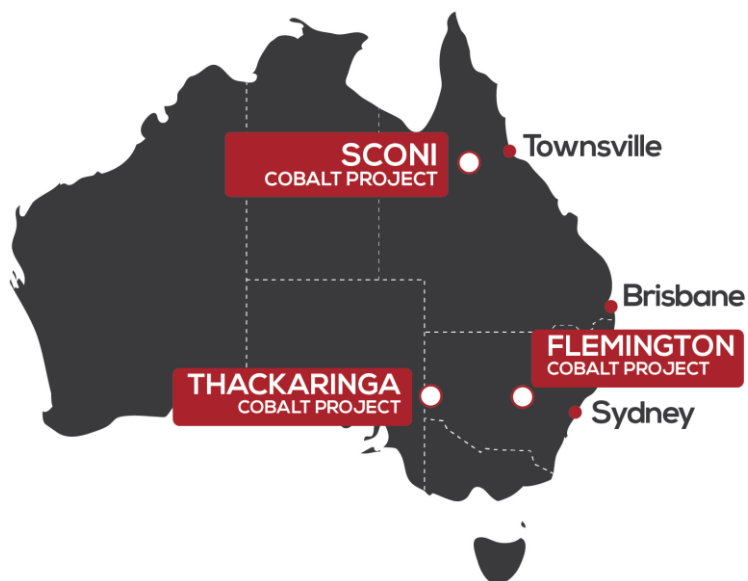 SCONI
COBALT PROJECT
Townsville
Brisbane
FLEMINGTON
COBALT PROJECT
THACKARINGA
COBALT PROJECT
Sydney